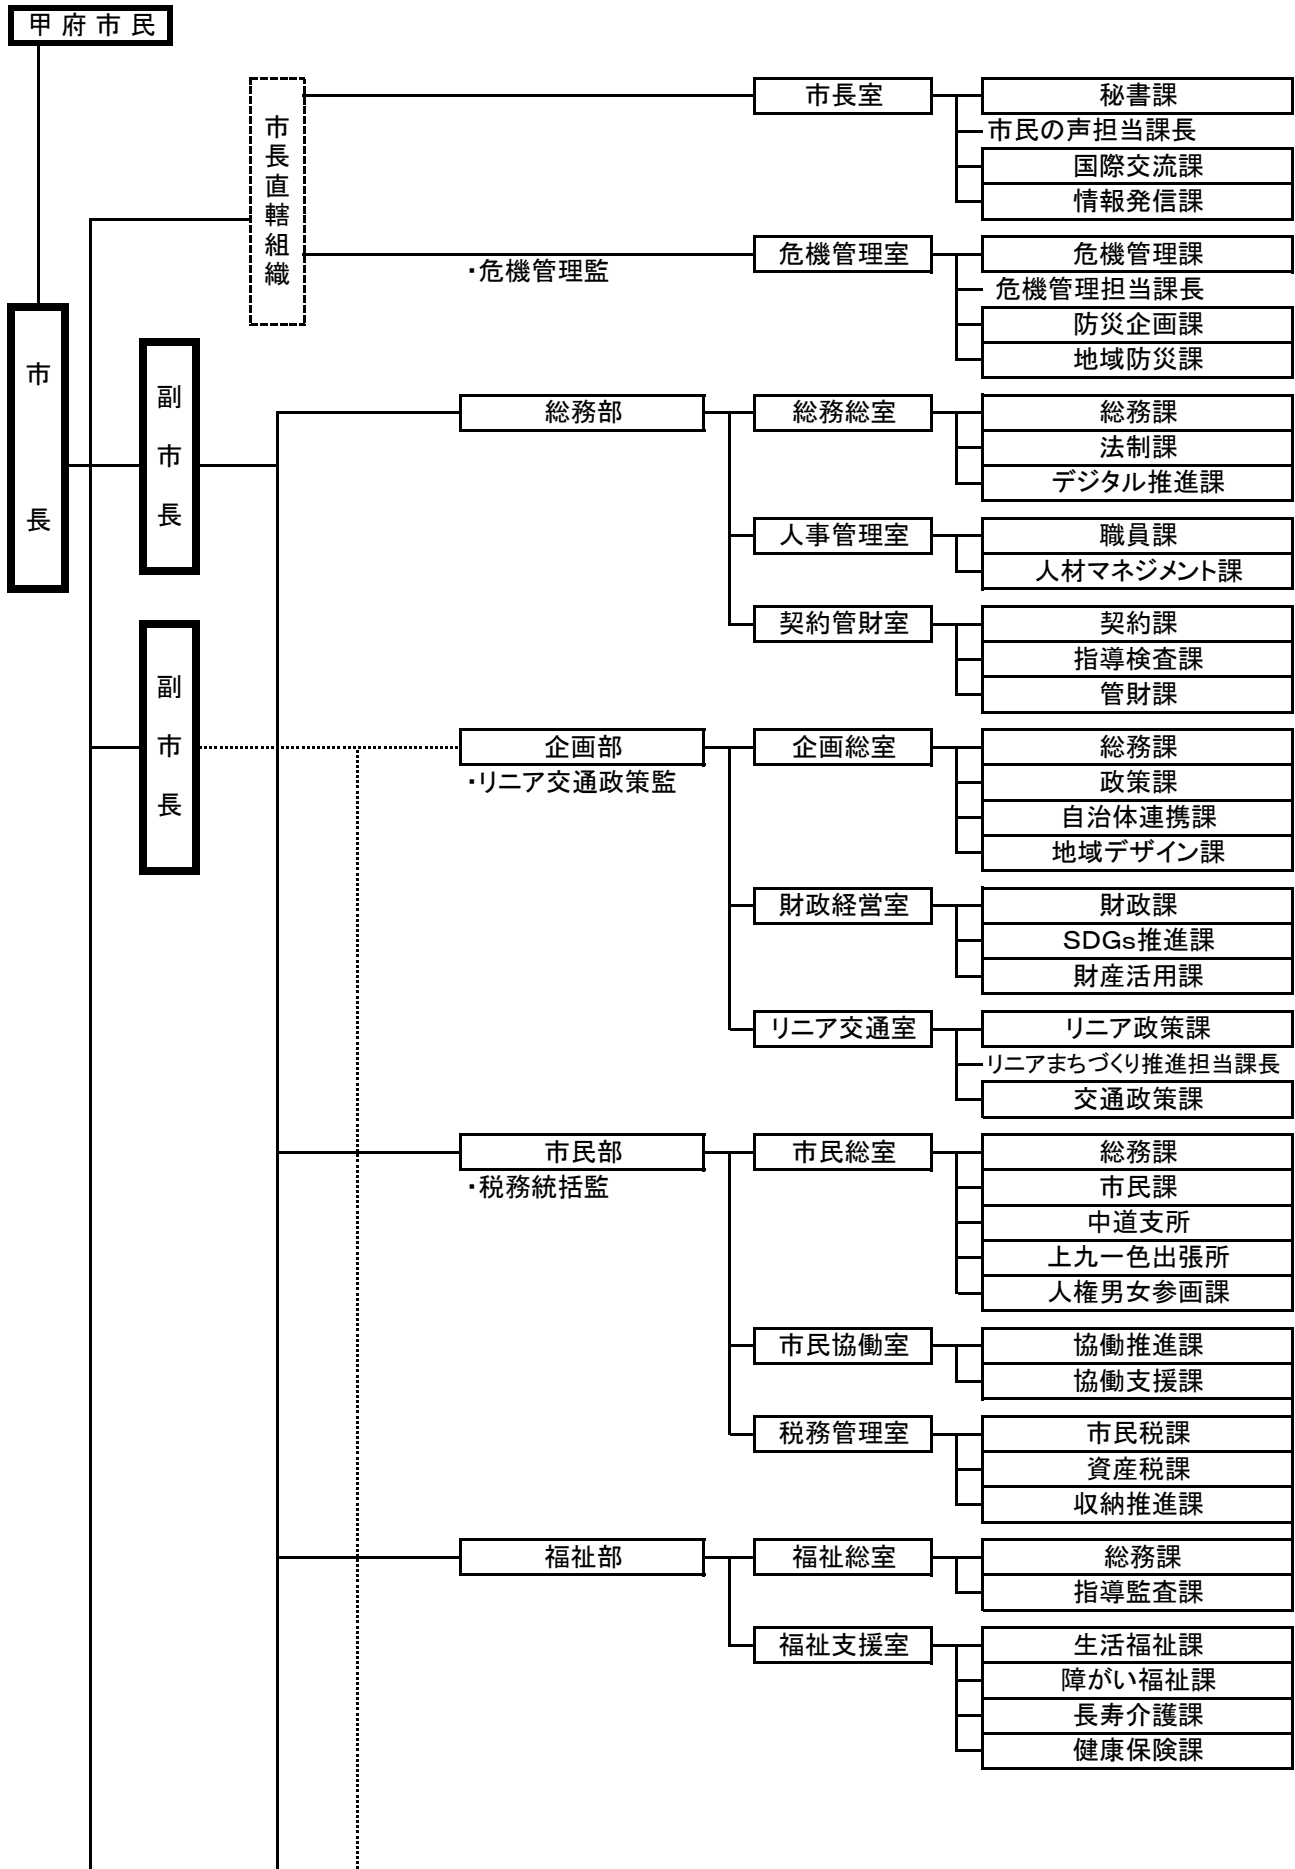 甲府市民
市長
市長直轄組織
市長室
秘書課
市民の声担当課長
国際交流課
情報発信課
・危機管理監
危機管理室
危機管理課
危機管理担当課長
防災企画課
地域防災課
副市長
総務部
総務総室
総務課
法制課
デジタル推進課
人事管理室
職員課
人材マネジメント課
契約管財室
契約課
指導検査課
管財課
副市長
企画部
・リニア交通政策監
企画総室
総務課
政策課
自治体連携課
地域デザイン課
財政経営室
財政課
SDGs推進課
財産活用課
リニア交通室
リニア政策課
リニアまちづくり推進担当課長
交通政策課
市民部
・税務統括監
市民総室
総務課
市民課
中道支所
上九一色出張所
人権男女参画課
市民協働室
協働推進課
協働支援課
税務管理室
市民税課
資産税課
収納推進課
福祉部
福祉総室
総務課
指導監査課
福祉支援室
生活福祉課
障がい福祉課
長寿介護課
健康保険課